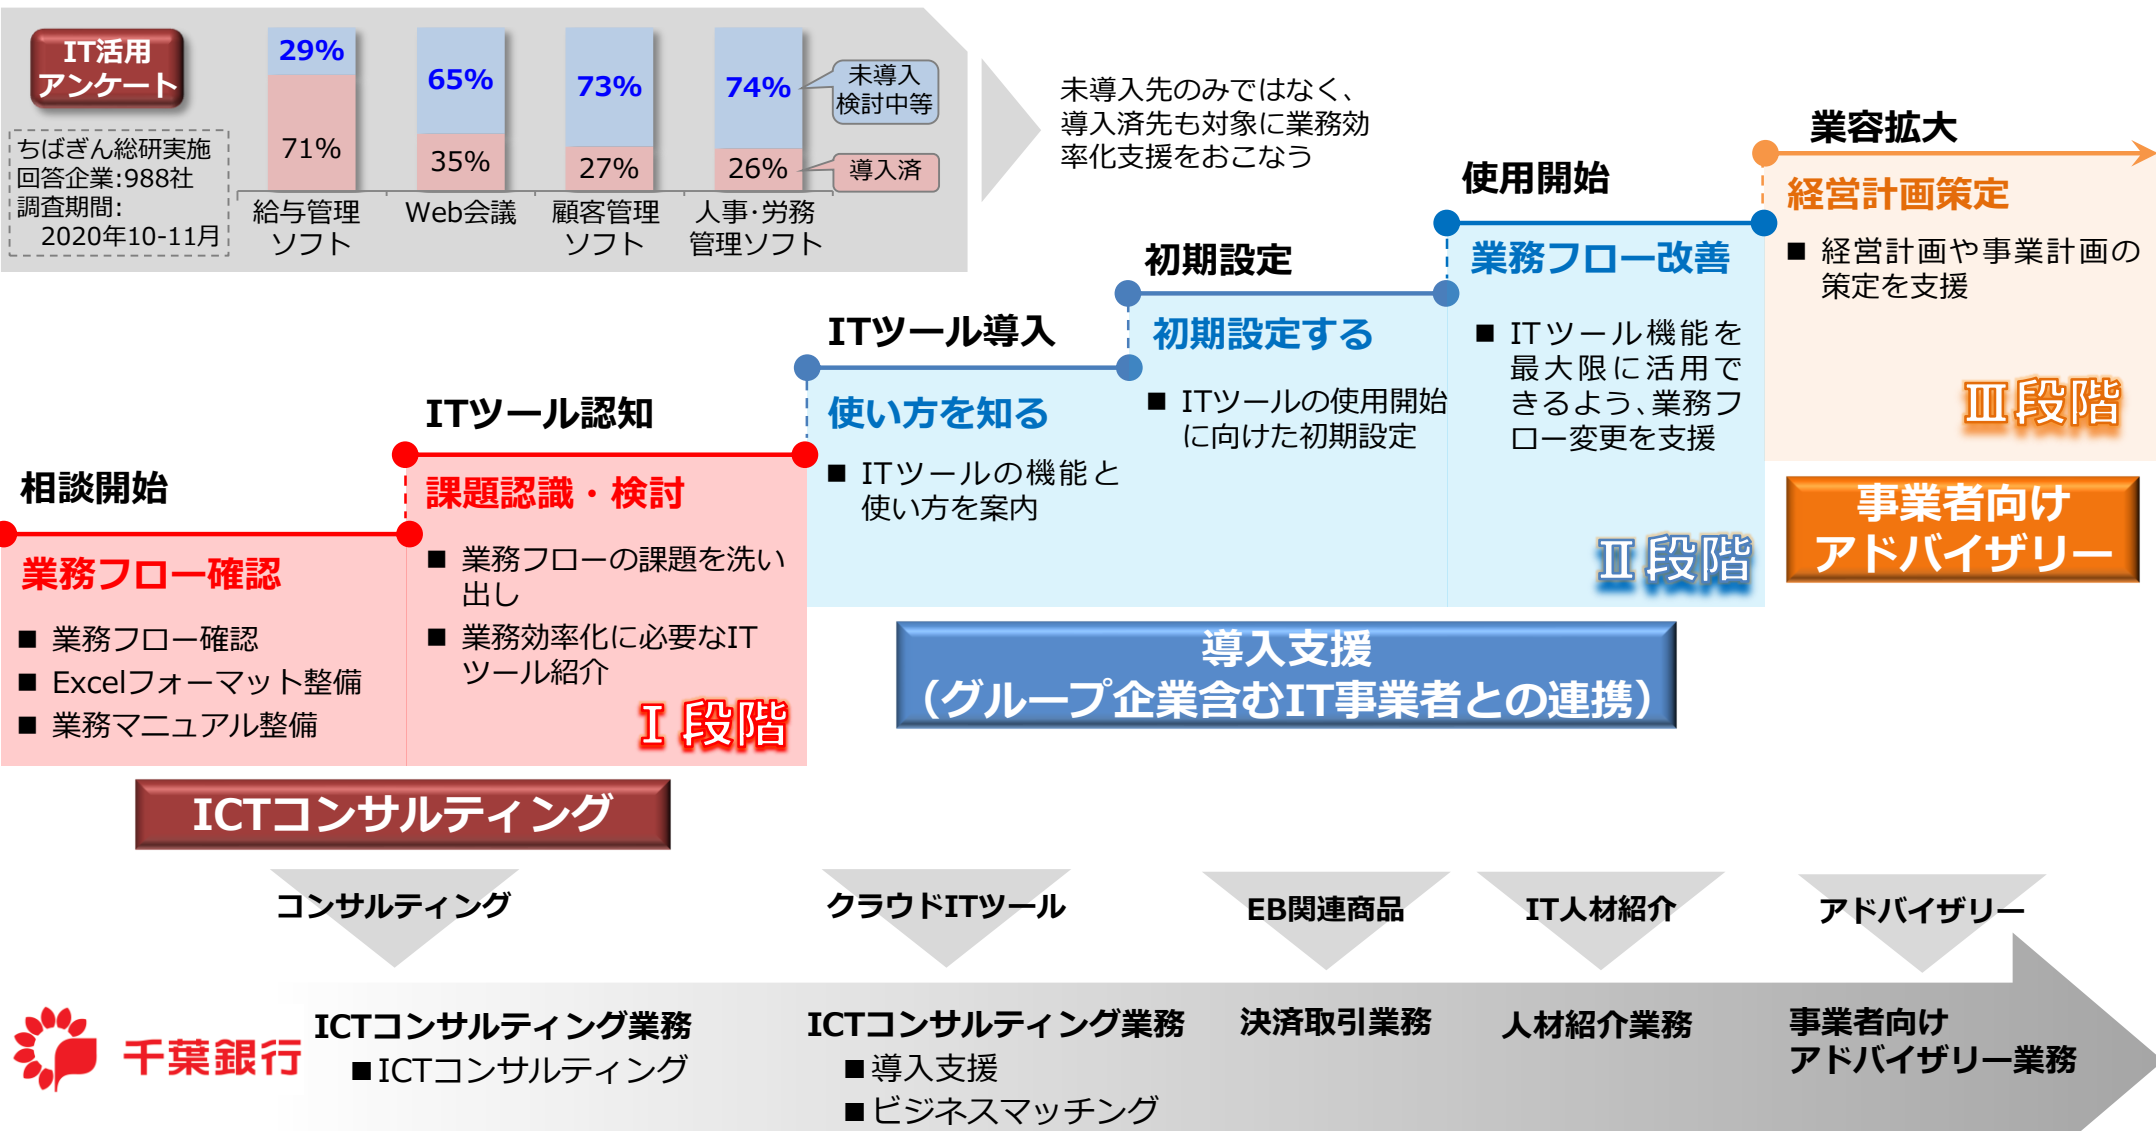 IT活用
アンケート
ちばぎん総研実施
回答企業:988社
調査期間:
2020年10-11月
29%
71%
65%
35%
73%
27%
74%
26%
未導入
検討中等
導入済
給与管理
ソフト
Web会議
顧客管理
ソフト
人事・労務
管理ソフト
未導入先のみではなく、
導入済先も対象に業務効
率化支援をおこなう
相談開始
業務フロー確認
■ 業務フロー確認
■ Excelフォーマット整備
■ 業務マニュアル整備
ITツール認知
課題認識・検討
■ 業務フローの課題を洗い
出し
■ 業務効率化に必要なIT
ツール紹介
Ⅰ段階
ICTコンサルティング
ITツール導入
使い方を知る
■ ITツールの機能と
使い方を案内
初期設定
初期設定する
■ ITツールの使用開始
に向けた初期設定
使用開始
業務フロー改善
■ ITツール機能を
最大限に活用で
きるよう、業務フ
ロー変更を支援
Ⅱ段階
導入支援
（グループ企業含むIT事業者との連携）
業容拡大
経営計画策定
■ 経営計画や事業計画の
策定を支援
Ⅲ段階
事業者向け
アドバイザリー
コンサルティング
クラウドITツール
EB関連商品
IT人材紹介
アドバイザリー
千葉銀行
ICTコンサルティング業務
■ICTコンサルティング
ICTコンサルティング業務
■導入支援
■ビジネスマッチング
決済取引業務
人材紹介業務
事業者向け
アドバイザリー業務